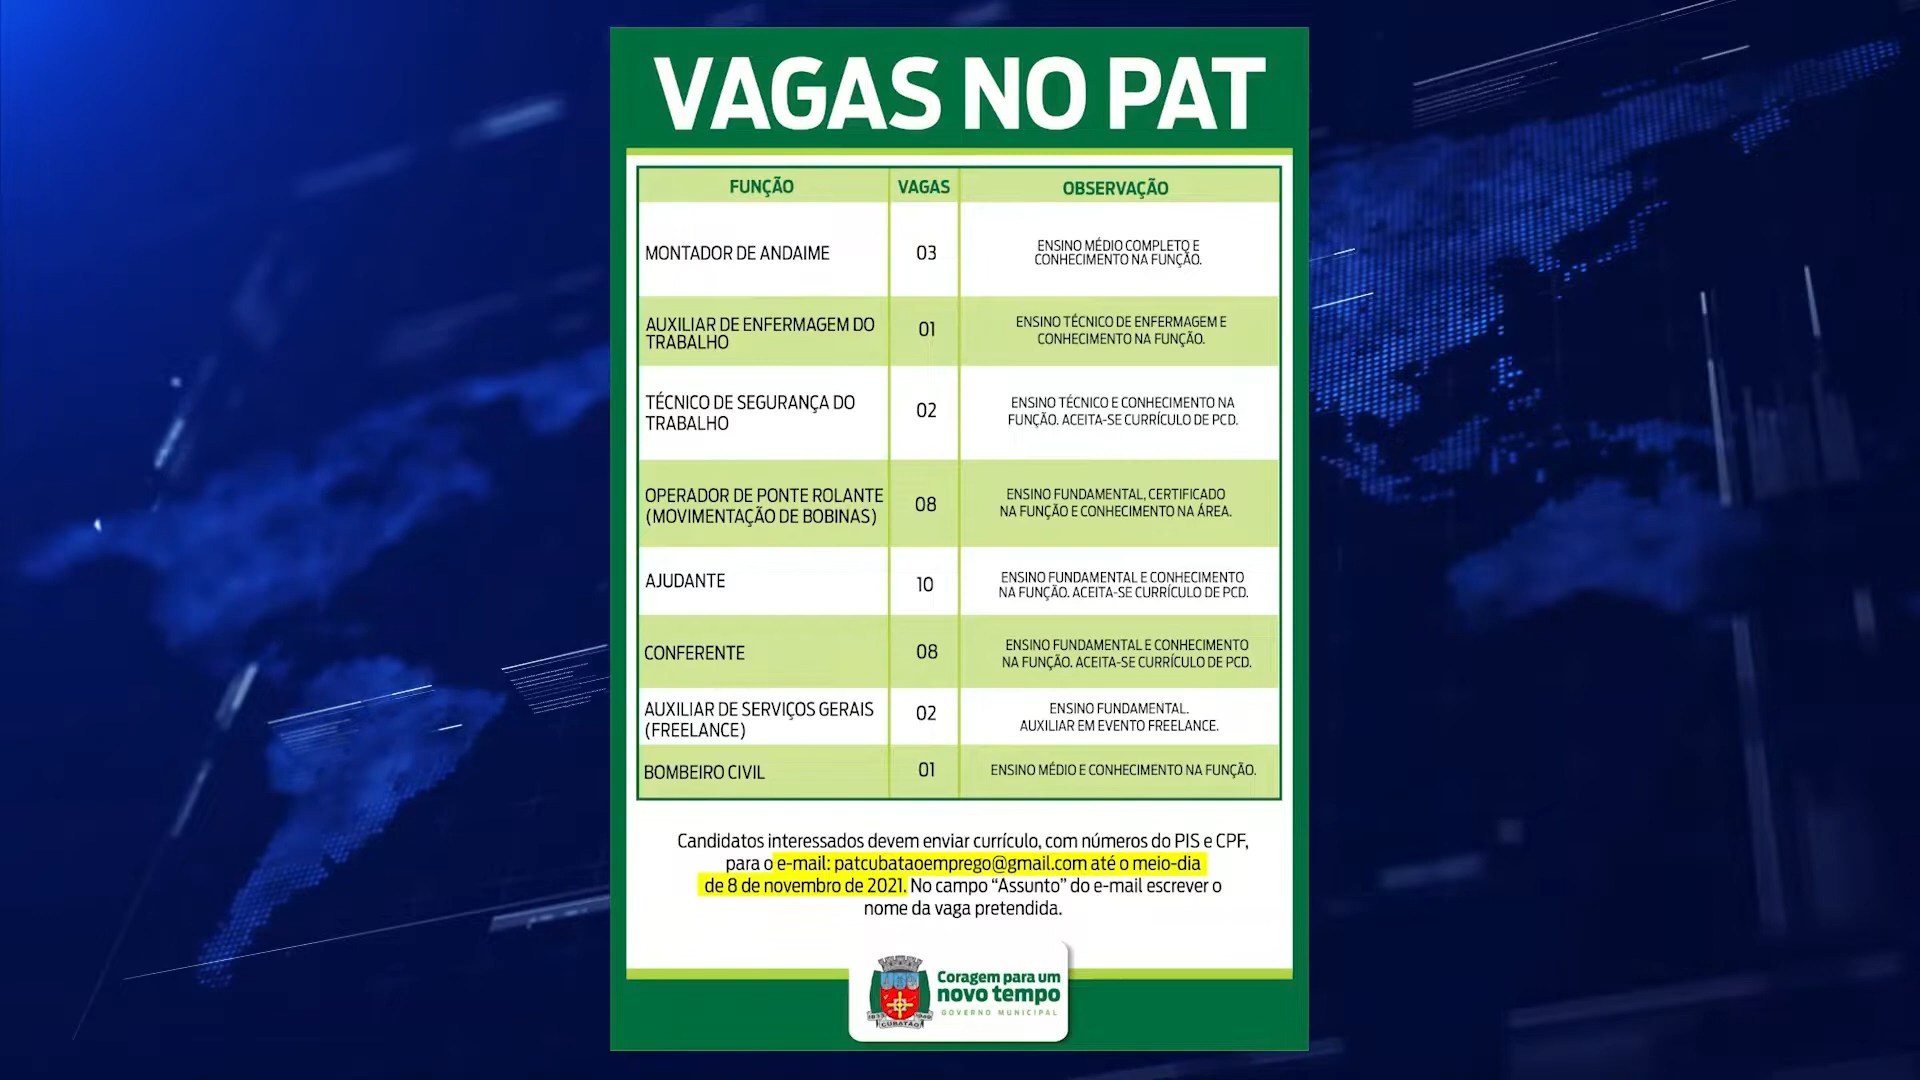 VAGAS NO PAT
FUNÇÃO VAGAS OBSERVAÇÃO
MONTADOR DE ANDAIME 03 ENSINO MÉDIO COMPLETO E
CONHECIMENTO NA FUNÇÃO.
AUXILIAR DE ENFERMAGEM DO
TRABALHO
01
ENSINO TÉCNICO DE ENFERMAGEM E
CONHECIMENTO NA FUNÇÃO.
TÉCNICO DE SEGURANÇA DO
TRABALHO
02
ENSINO TÉCNICO E CONHECIMENTO NA
FUNÇÃO. ACEITA-SE CURRÍCULO DE PCD.
OPERADOR DE PONTE ROLANTE
(MOVIMENTAÇÃO DE BOBINAS)
08
ENSINO FUNDAMENTAL, CERTIFICADO
NA FUNÇÃO E CONHECIMENTO NA ÁREA.
AJUDANTE
10
ENSINO FUNDAMENTAL E CONHECIMENTO
NA FUNÇÃO. ACEITA-SE CURRÍCULO DE PCD.
CONFERENTE
08
ENSINO FUNDAMENTAL E CONHECIMENTO
NA FUNÇÃO. ACEITA-SE CURRÍCULO DE PCD.
AUXILIAR DE SERVIÇOS GERAIS
(FREELANCE)
02
ENSINO FUNDAMENTAL.
AUXILIAR EM EVENTO FREELANCE.
BOMBEIRO CIVIL
01
ENSINO MÉDIO E CONHECIMENTO NA FUNÇÃO.
Candidatos interessados devem enviar currículo, com números do PIS e CPF,
para o e-mail: patcubataoemprego@gmail.com até o meio-dia
de 8 de novembro de 2021. No campo “Assunto” do e-mail escrever o
nome da vaga pretendida.
Coragem para um
novo tempo
GOVERNO MUNICIPAL
CUBATÃO